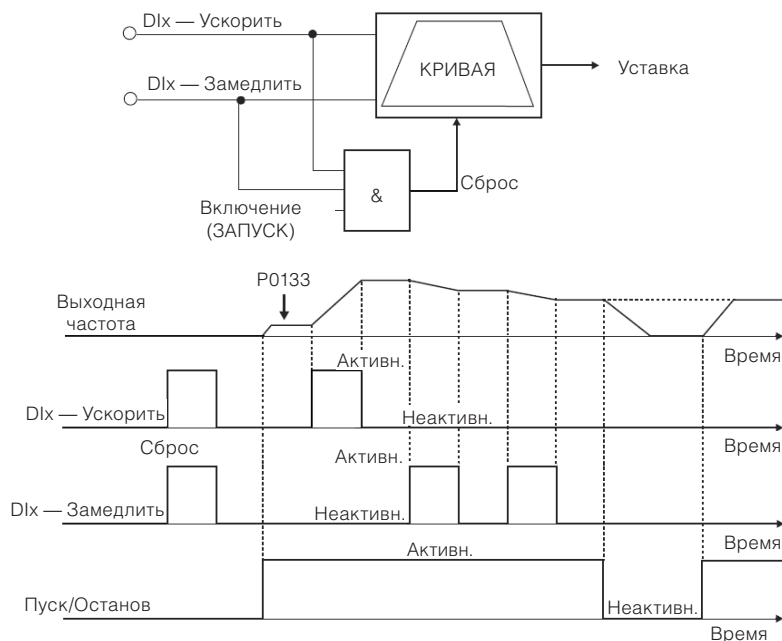 DIx — Ускорить
DIx — Замедлить
КРИВАЯ
Уставка
Сброс
Включение
(ЗАПУСК)
&
P0133
Выходная
частота
Время
Активн.
DIx — Ускорить
Неактивн.
Время
Сброс
Активн.
DIx — Замедлить
Неактивн.
Время
Активн.
Пуск/Останов
Неактивн.
Время